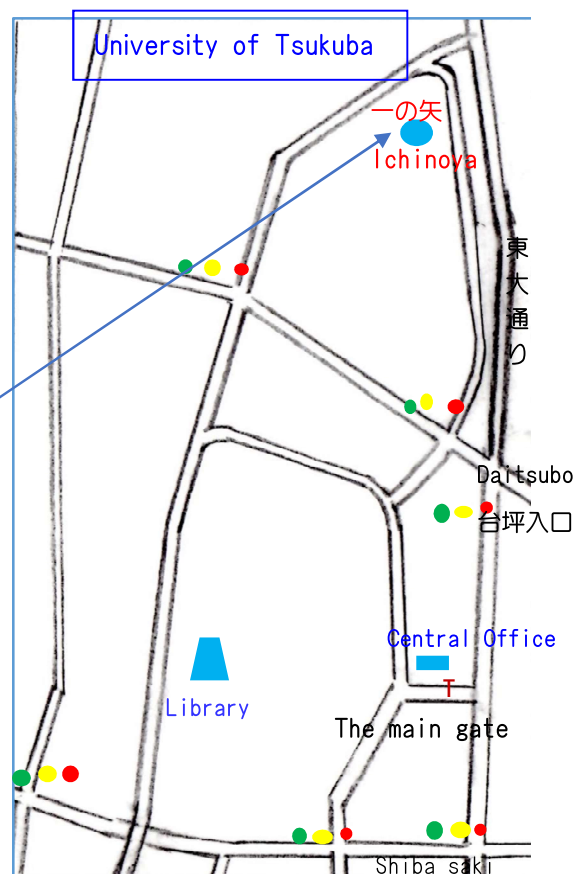 University of Tsukuba
一の矢
Ichinoya
東大通り
Daitsubo
台坪入口
Central Office
T
Library
The main gate
Shiba saki